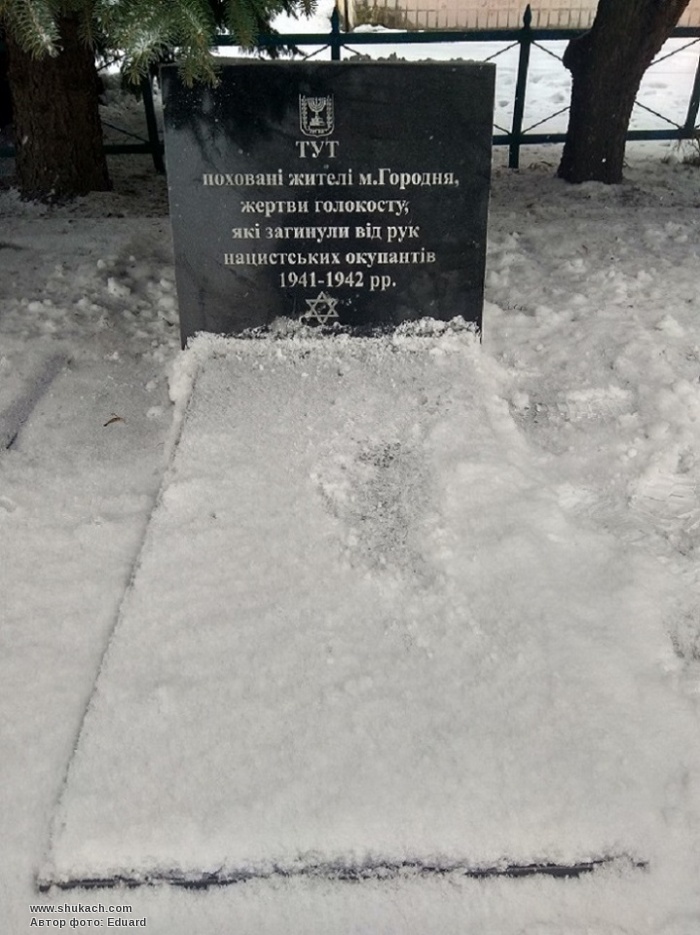 ТУТ
поховані жителі м.Городня,
жертви голокосту,
які загинули від рук
нацистських окупантів
1941-1942 рр.
www.shukach.com
Автор фото: Eduard